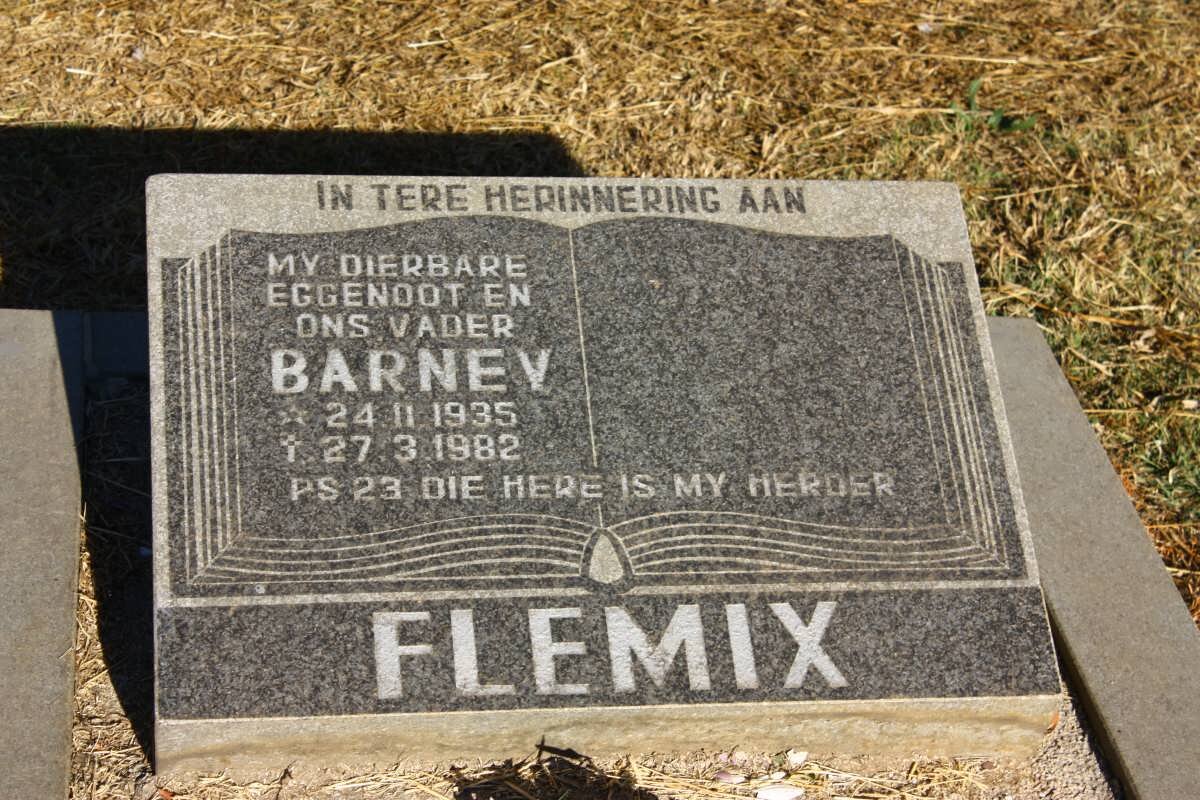 IN TERE HERINNERING AAN
MY DIERBARE
EGGENOOT EN
ONS VADER
BARNEY
☆ 24.11.1935
✝ 27.3.1982
PS 23 DIE HERE IS MY HERDER
FLEMIX